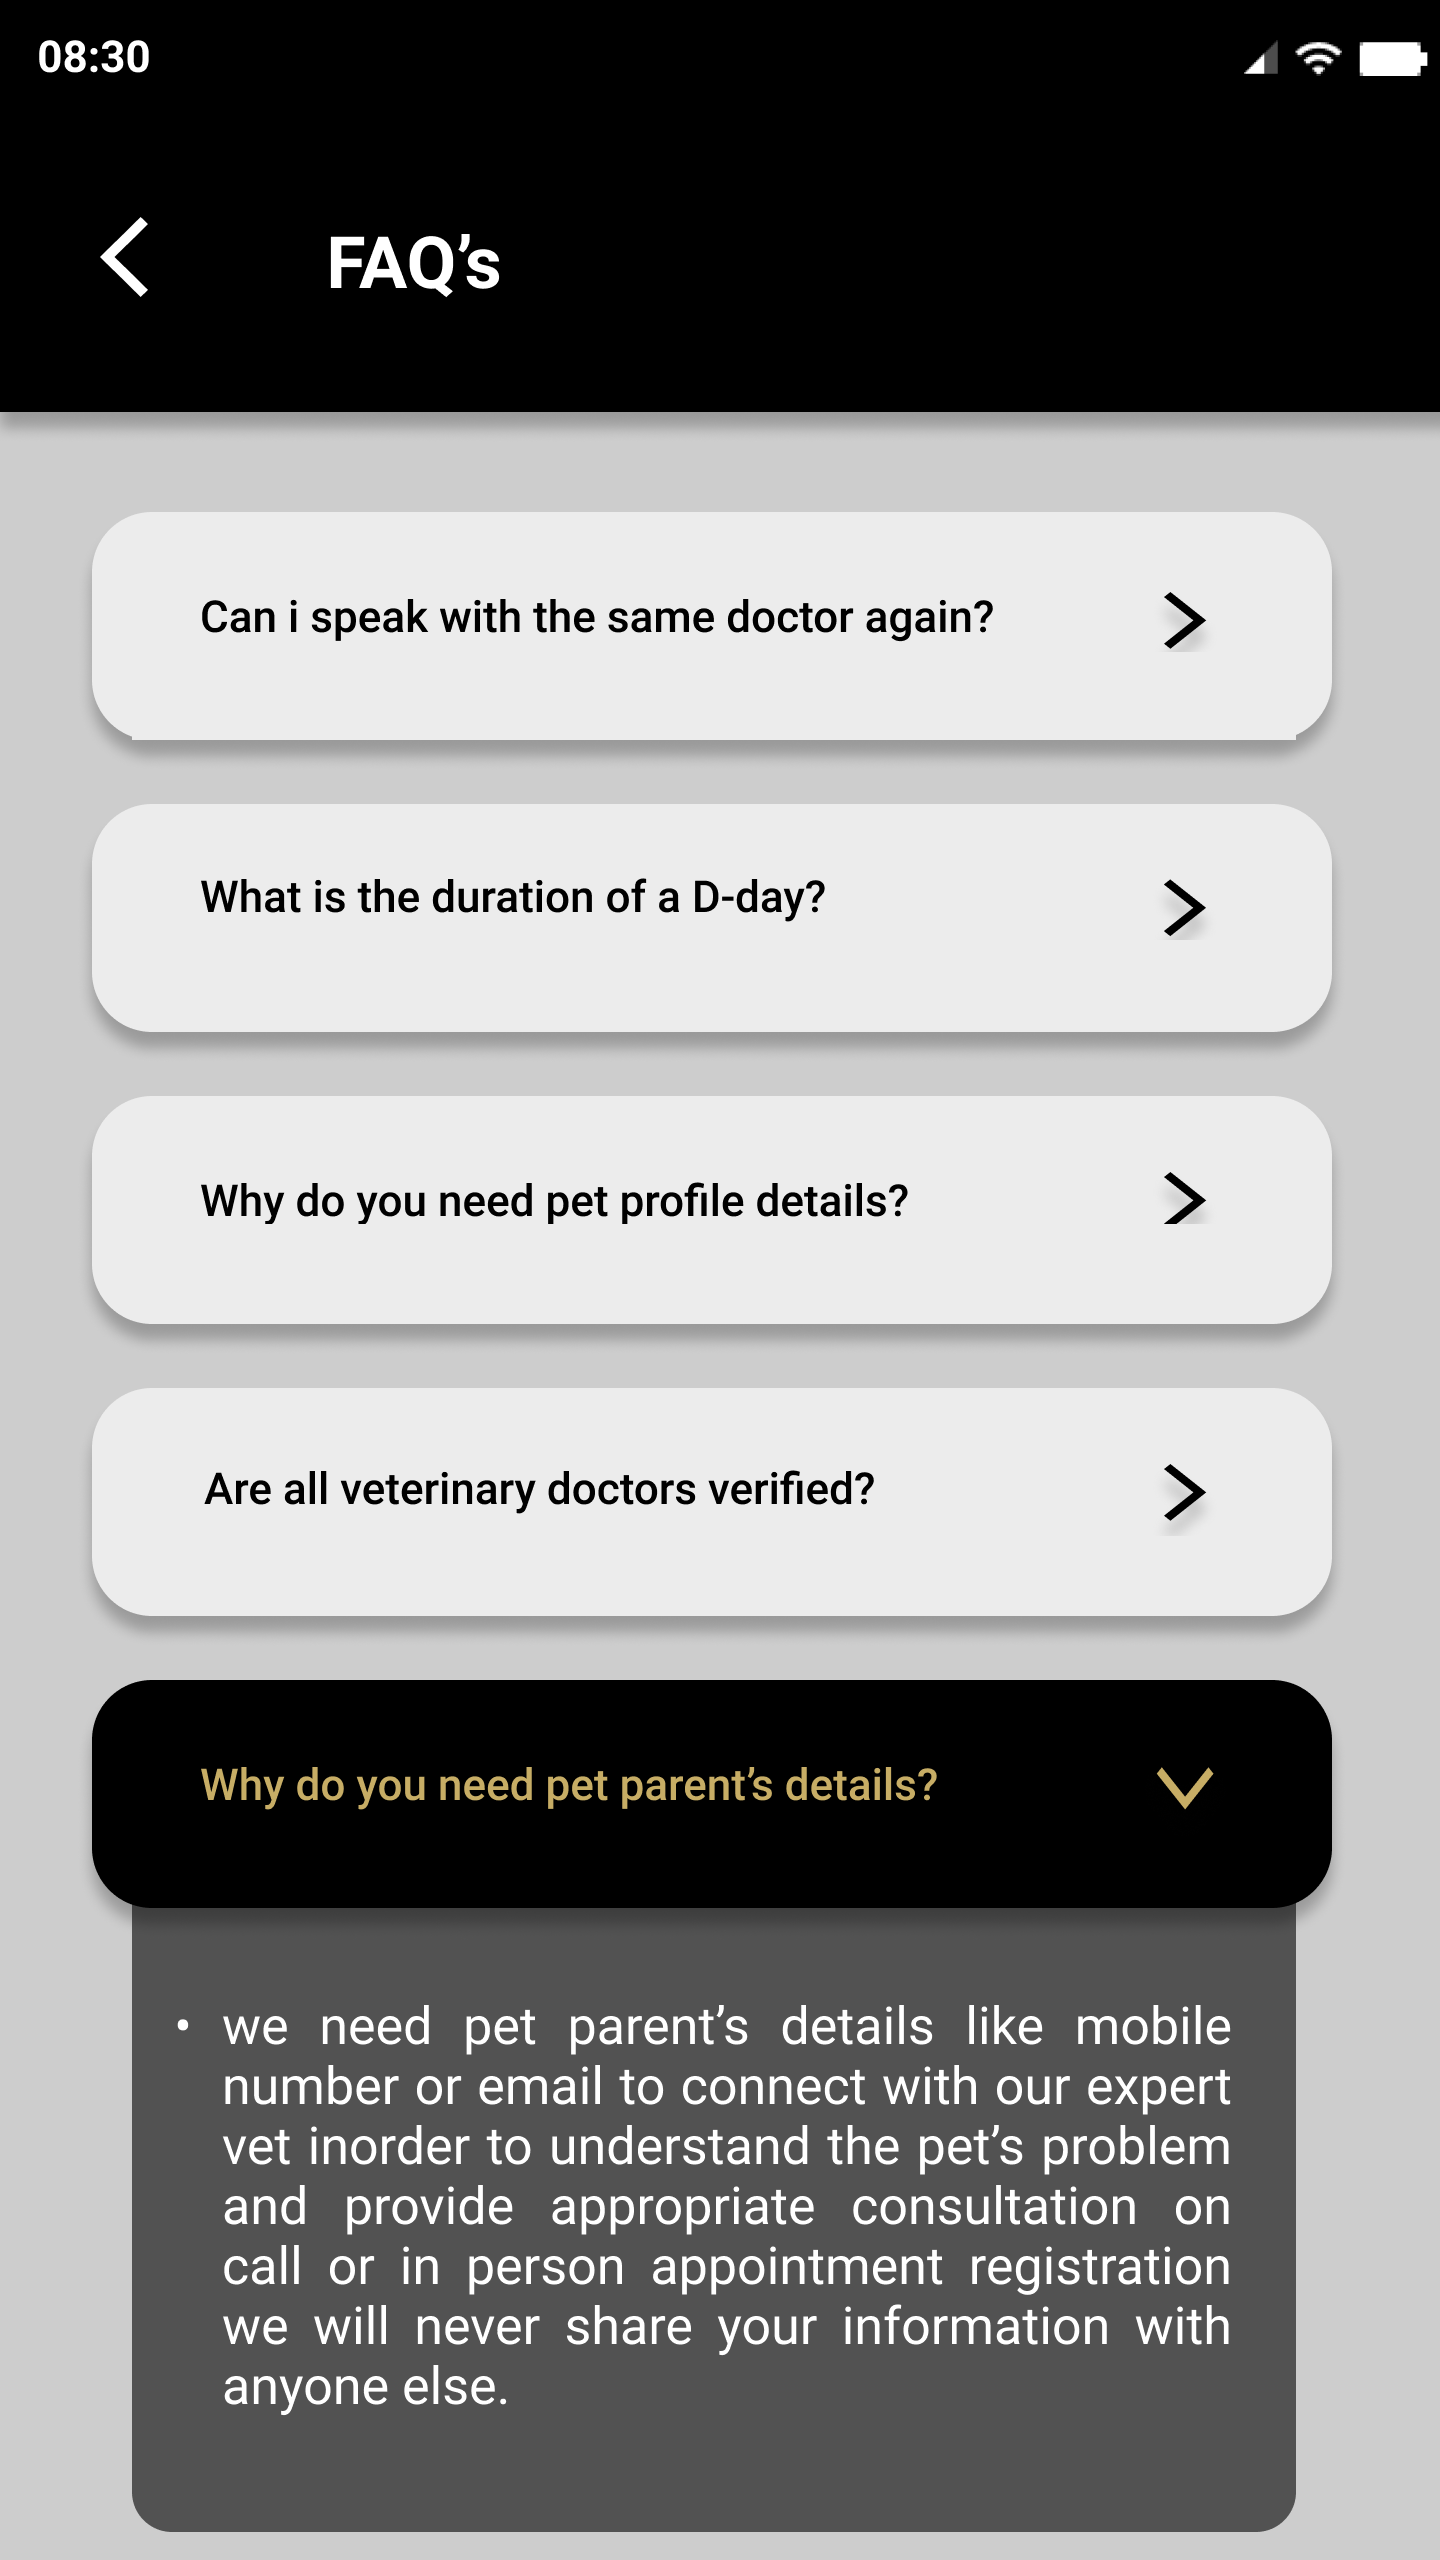 08:30
FAQ’s
Can i speak with the same doctor again?
What is the duration of a D-day?
Why do you need pet profile details?
Are all veterinary doctors verified?
Why do you need pet parent’s details?
• we need pet parent’s details like mobile
number or email to connect with our expert
vet inorder to understand the pet’s problem
and provide appropriate consultation on
call or in person appointment registration
we will never share your information with
anyone else.